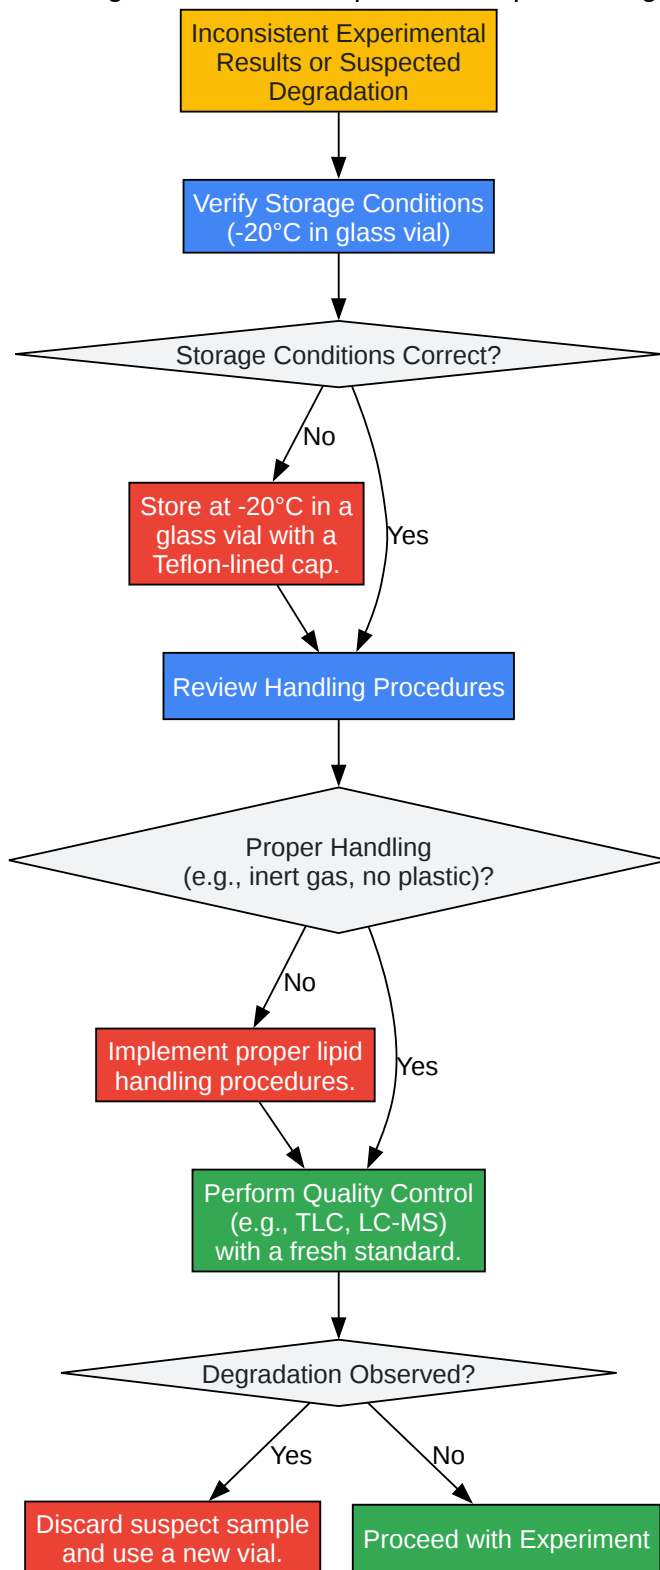 Inconsistent Experimental
Results or Suspected
Degradation
Verify Storage Conditions
(-20°C in glass vial)
Storage Conditions Correct?
No
Store at -20°C in a
glass vial with a
Teflon-lined cap.
Yes
Review Handling Procedures
Proper Handling
(e.g., inert gas, no plastic)?
No
Implement proper lipid
handling procedures.
Yes
Perform Quality Control
(e.g., TLC, LC-MS)
with a fresh standard.
Degradation Observed?
Yes
No
Discard suspect sample
and use a new vial.
Proceed with Experiment